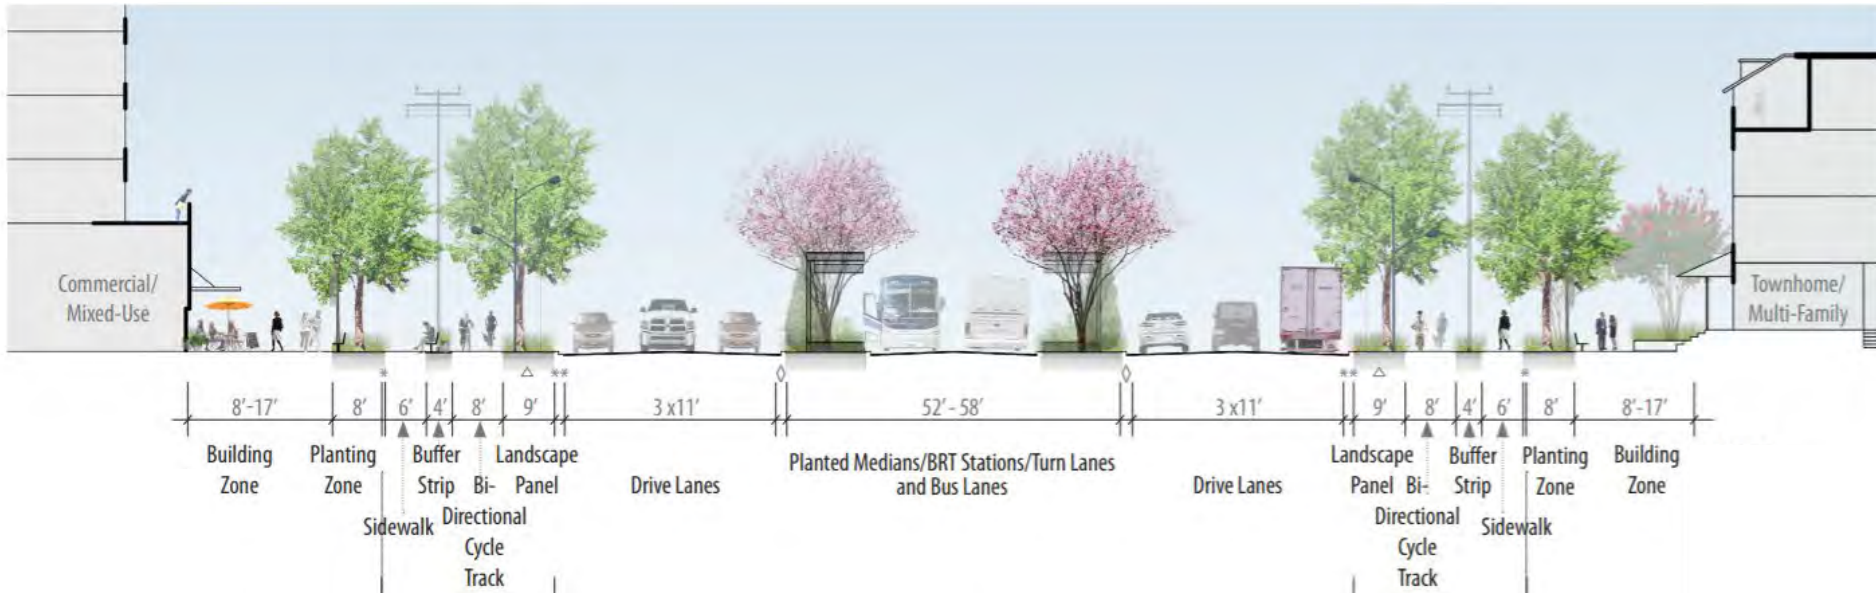 Commercial/
Mixed-Use
Townhome/
Multi-Family
* ** ◊ ◊ ** *
8'-17' 8' 6' 4' 8' 9' 3 x11' 52'-58' 3 x11' 9' 8' 4' 6' 8' 8'-17'
Building
Zone
Planting
Zone
Sidewalk
Buffer
Strip
Bi-
Directional
Cycle
Track
Landscape
Panel
Drive Lanes
Planted Medians/BRT Stations/Turn Lanes
and Bus Lanes
Drive Lanes
Landscape
Panel
Bi-
Directional
Cycle
Track
Buffer
Strip
Sidewalk
Planting
Zone
Building
Zone